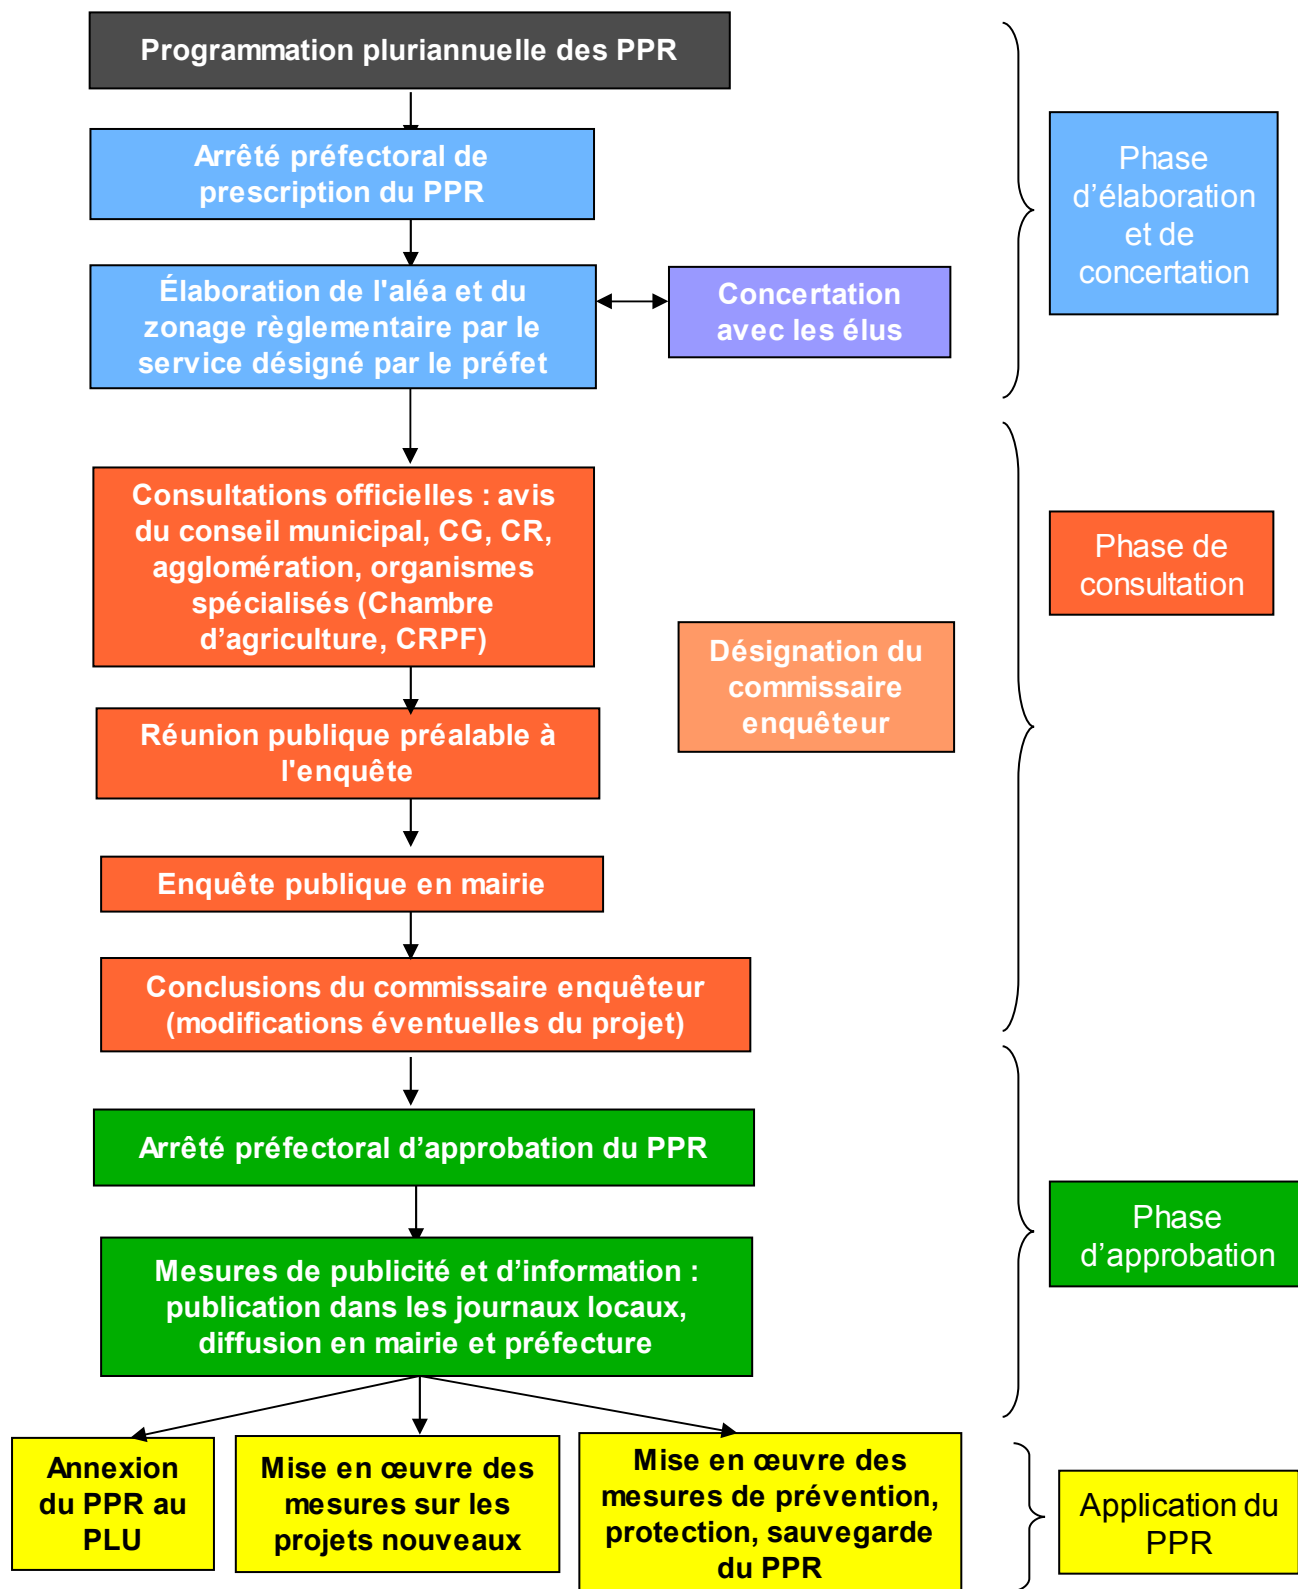 Programmation pluriannuelle des PPR
Arrêté préfectoral de
prescription du PPR
Phase
d’élaboration
et de
concertation
Élaboration de l'aléa et du
zonage règlementaire par le
service désigné par le préfet
Concertation
avec les élus
Consultations officielles : avis
du conseil municipal, CG, CR,
agglomération, organismes
spécialisés (Chambre
d’agriculture, CRPF)
Phase de
consultation
Désignation du
commissaire
enquêteur
Réunion publique préalable à
l'enquête
Enquête publique en mairie
Conclusions du commissaire enquêteur
(modifications éventuelles du projet)
Arrêté préfectoral d’approbation du PPR
Phase
d’approbation
Mesures de publicité et d’information :
publication dans les journaux locaux,
diffusion en mairie et préfecture
Annexion
du PPR au
PLU
Mise en œuvre des
mesures sur les
projets nouveaux
Mise en œuvre des
mesures de prévention,
protection, sauvegarde
du PPR
Application du
PPR